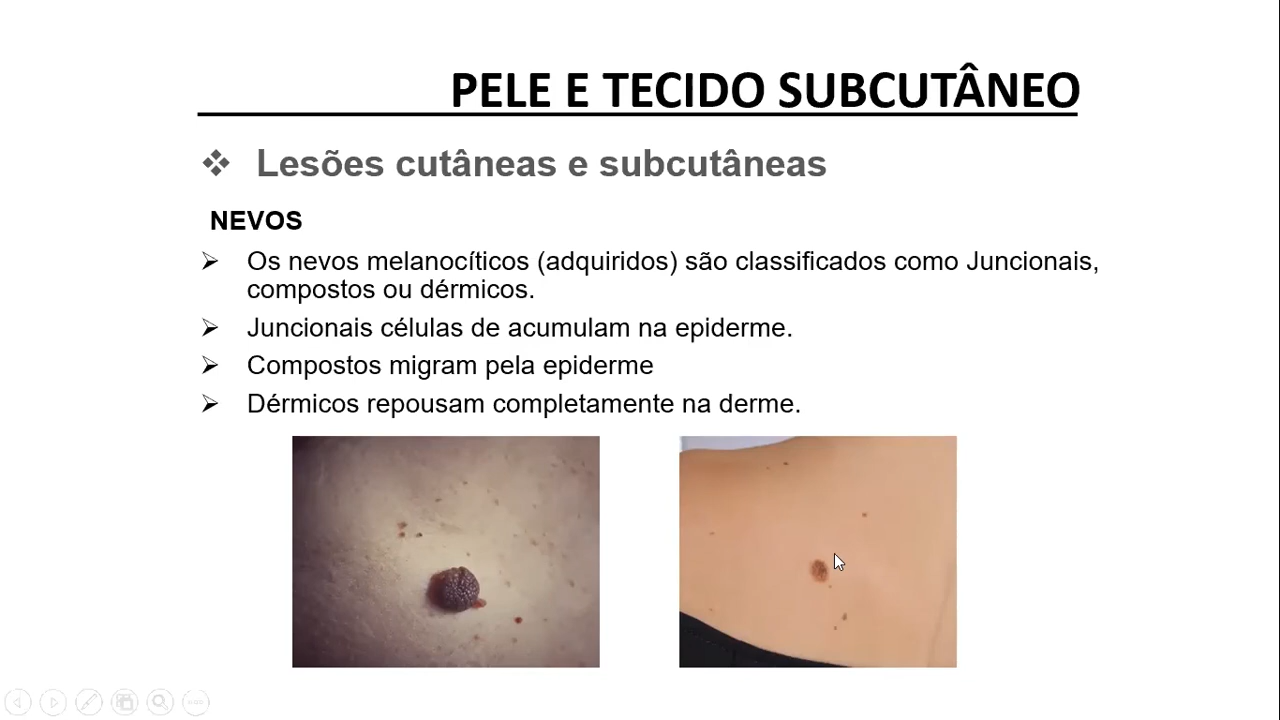 PELE E TECIDO SUBCUTÂNEO
Lesões cutâneas e subcutâneas
NEVOS
Os nevos melanocíticos (adquiridos) são classificados como Juncionais,
compostos ou dérmicos.
Juncionais células de acumulam na epiderme.
Compostos migram pela epiderme
Dérmicos repousam completamente na derme.